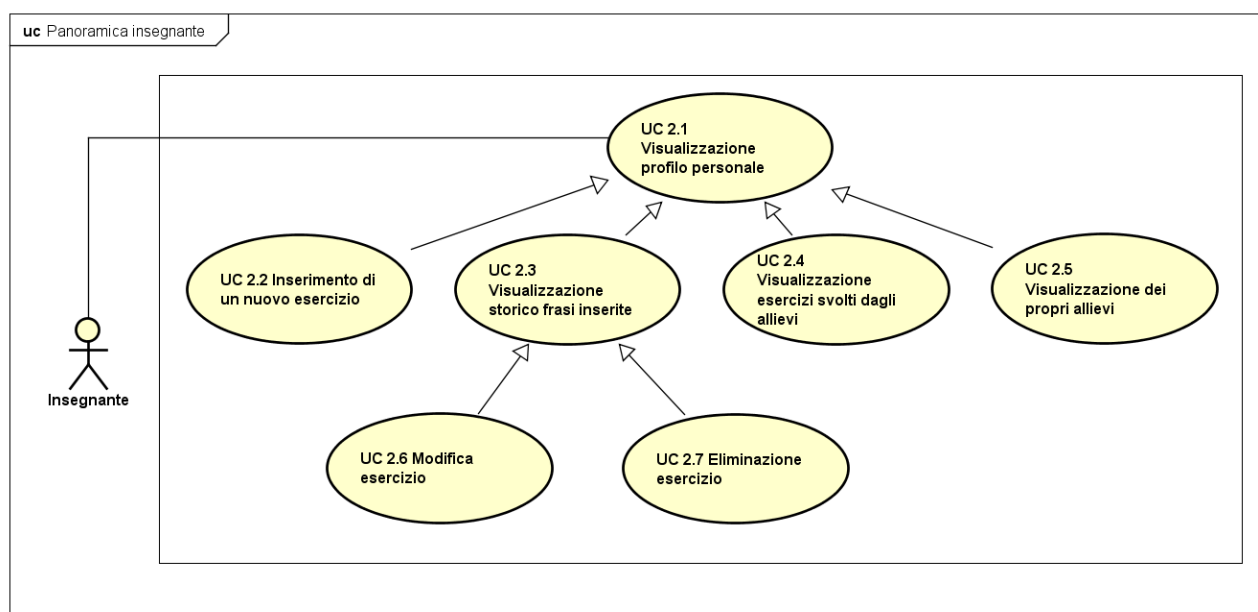 uc Panoramica insegnante
UC 2.1
Visualizzazione
profilo personale
UC 2.2 Inserimento di
un nuovo esercizio
UC 2.3
Visualizzazione
storico frasi inserite
UC 2.4
Visualizzazione
esercizi svolti dagli
allievi
UC 2.5
Visualizzazione dei
propri allievi
Insegnante
UC 2.6 Modifica
esercizio
UC 2.7 Eliminazione
esercizio